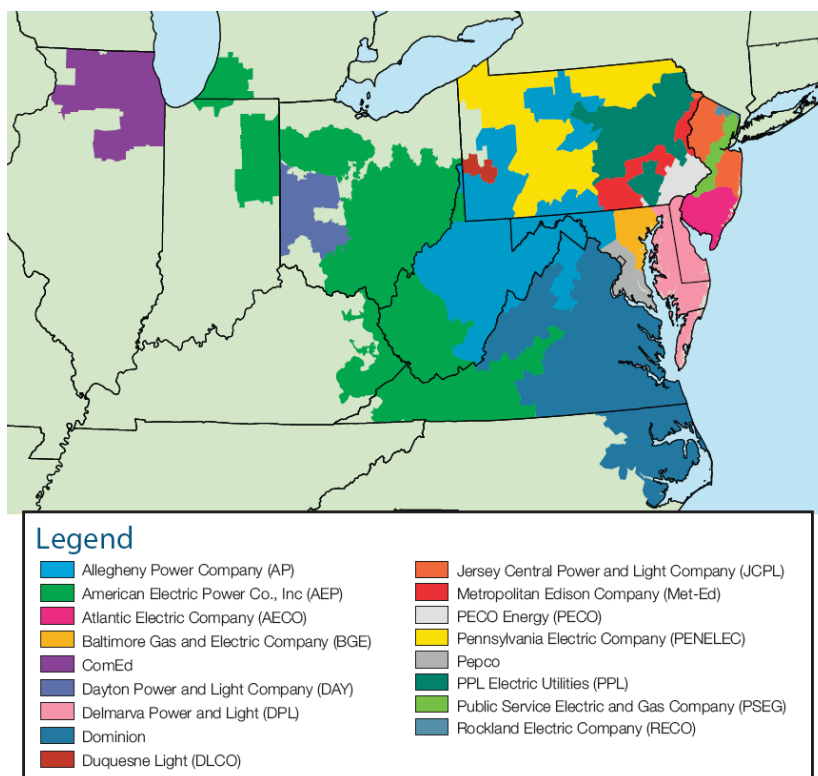 Legend
Allegheny Power Company (AP)
American Electric Power Co., Inc (AEP)
Atlantic Electric Company (AECO)
Baltimore Gas and Electric Company (BGE)
ComEd
Dayton Power and Light Company (DAY)
Delmarva Power and Light (DPL)
Dominion
Duquesne Light (DLCO)
Jersey Central Power and Light Company (JCPL)
Metropolitan Edison Company (Met-Ed)
PECO Energy (PECO)
Pennsylvania Electric Company (PENELEC)
Pepco
PPL Electric Utilities (PPL)
Public Service Electric and Gas Company (PSEG)
Rockland Electric Company (RECO)